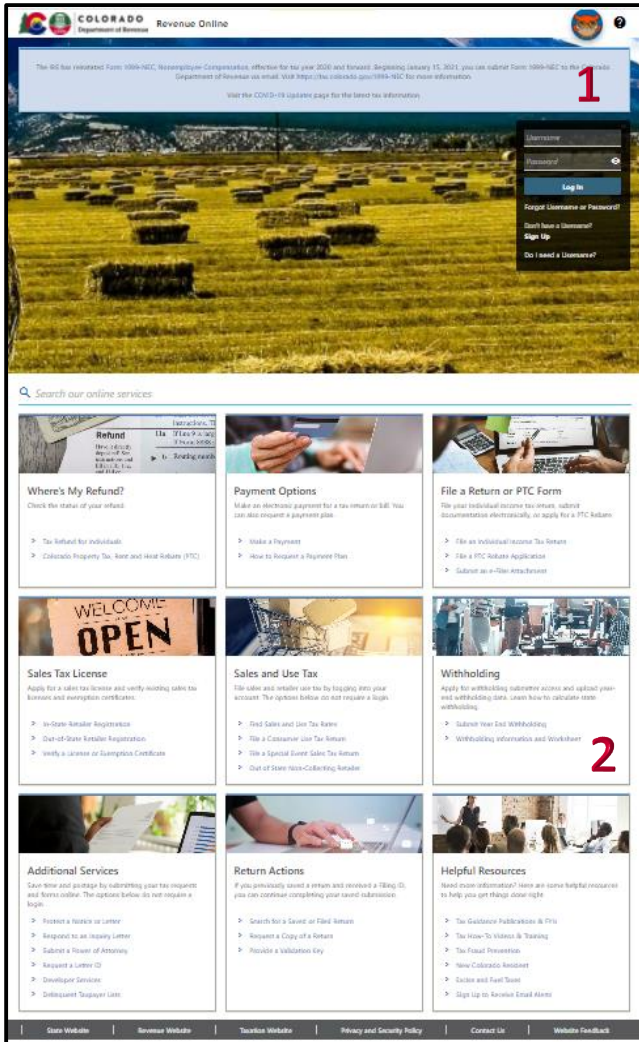 COLORADO
Department of Revenue
Revenue Online
The IRS has reinstated Form 1099-NEC, Nonemployee Compensation, effective for tax year 2020 and forward. Beginning January 15, 2021, you can submit Form 1099-NEC to the Colorado
Department of Revenue via email. Visit https://tax.colorado.gov/1099-NEC for more information.
Visit the COVID-19 Updates page for the latest tax information.
1
Username
Password
Log In
Forgot Username or Password?
Don't have a Username?
Sign Up
Do I need a Username?
Search our online services
Refund
11a
Where's My Refund?
Check the status of your refund.
Tax Refund for Individuals
Colorado Property Tax, Rent and Heat Rebate (PTC)
Payment Options
Make an electronic payment for a tax return or bill. You
can also request a payment plan.
Make a Payment
How to Request a Payment Plan
File a Return or PTC Form
File your individual income tax return, submit
documentation electronically, or apply for a PTC Rebate.
File an Individual Income Tax Return
File a PTC Rebate Application
Submit an e-Filer Attachment
WELCOME
OPEN
Sales Tax License
Apply for a sales tax license and verify existing sales tax
licenses and exemption certificates.
In-State Retailer Registration
Out-of-State Retailer Registration
Verify a License or Exemption Certificate
Sales and Use Tax
File sales and retailer use tax by logging into your
account. The options below do not require a login.
Find Sales and Use Tax Rates
File a Consumer Use Tax Return
File a Special Event Sales Tax Return
Out of State Non-Collecting Retailer
Withholding
Apply for withholding submitter access and upload year-
end withholding data. Learn how to calculate state
withholding.
Submit Year End Withholding
Withholding Information and Worksheet
2
Additional Services
Save time and postage by submitting your tax requests
and forms online. The options below do not require a
login.
Protest a Notice or Letter
Respond to an Inquiry Letter
Submit a Power of Attorney
Request a Letter ID
Developer Services
Delinquent Taxpayer Lists
Return Actions
If you previously saved a return and received a Filing ID,
you can continue completing your saved submission.
Search for a Saved or Filed Return
Request a Copy of a Return
Provide a Validation Key
Helpful Resources
Need more information? Here are some helpful resources
to help you get things done right.
Tax Guidance Publications & FYIs
Tax How-To Videos & Training
Tax Fraud Prevention
New Colorado Resident
Excise and Fuel Taxes
Sign Up to Receive Email Alerts
State Website
Revenue Website
Taxation Website
Privacy and Security Policy
Contact Us
Website Feedback